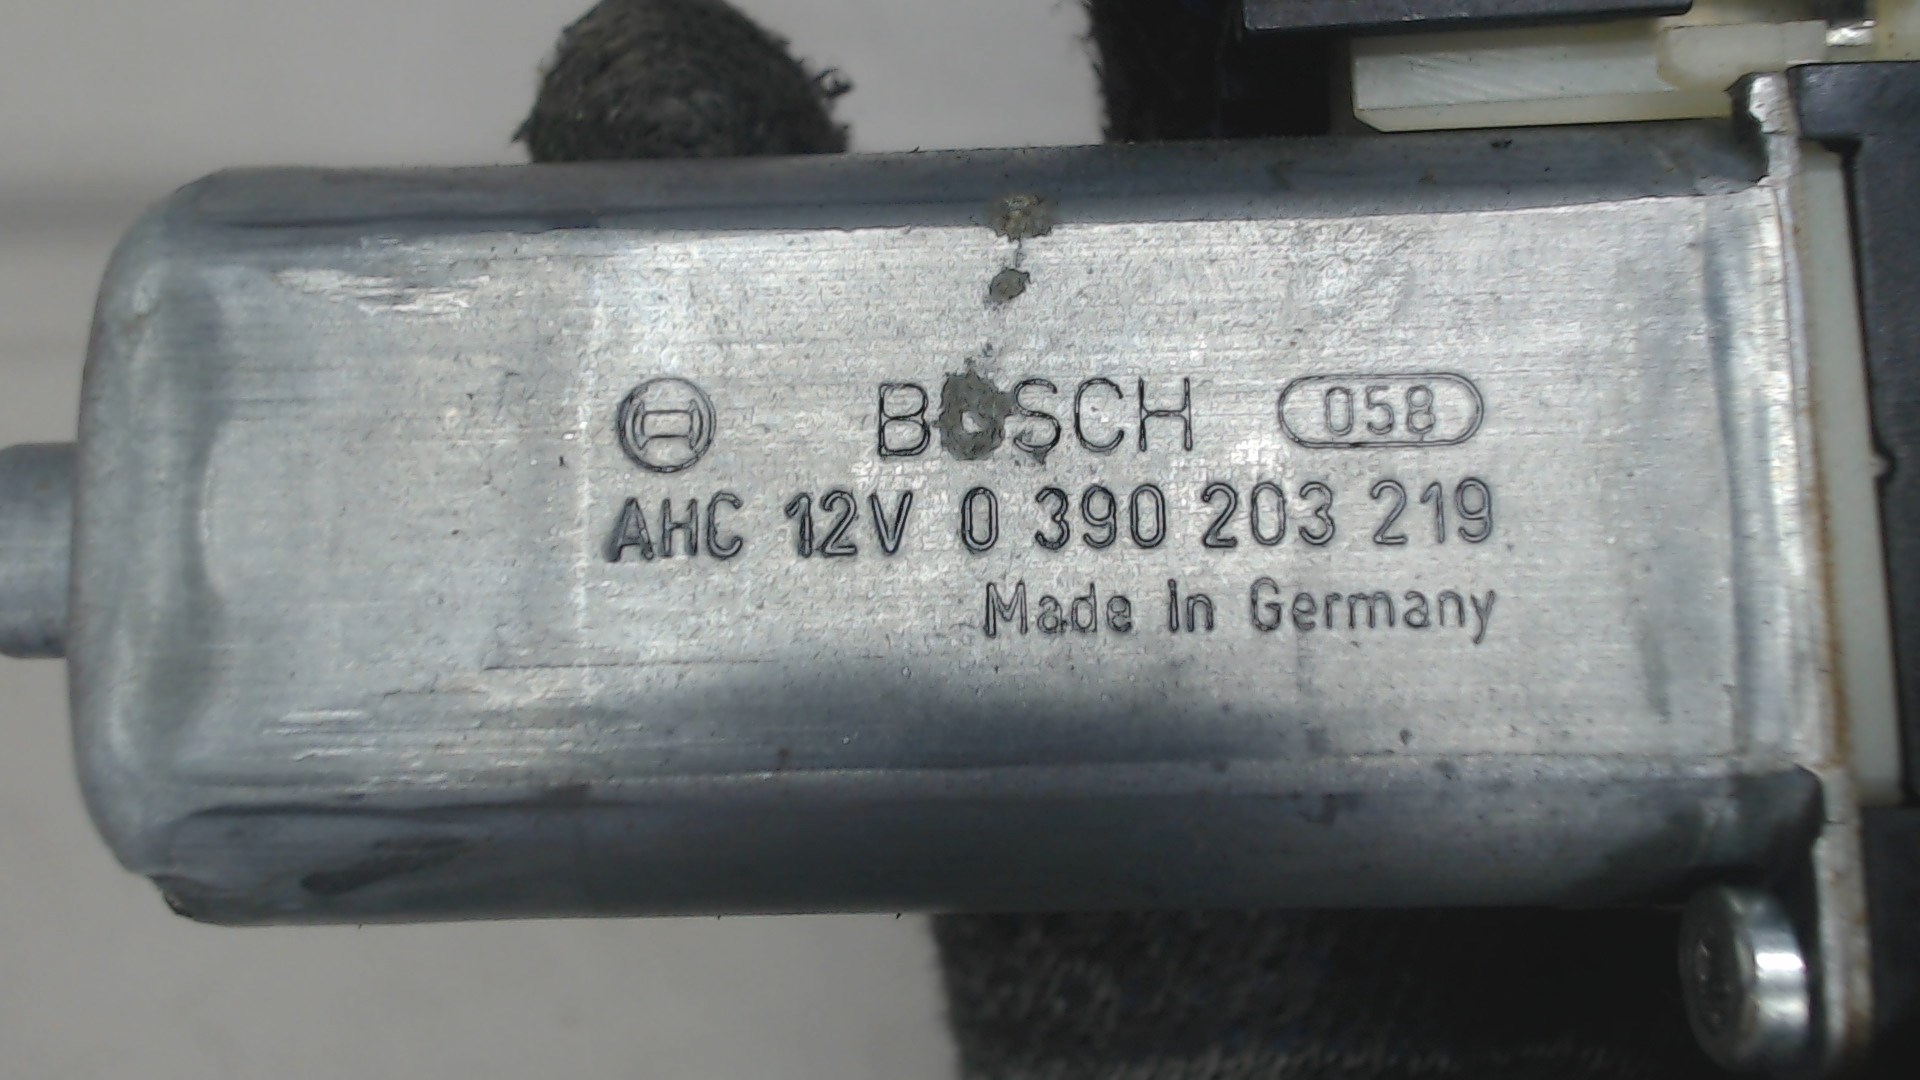 BOSCH 058
AHC 12V 0 390 203 219
Made in Germany